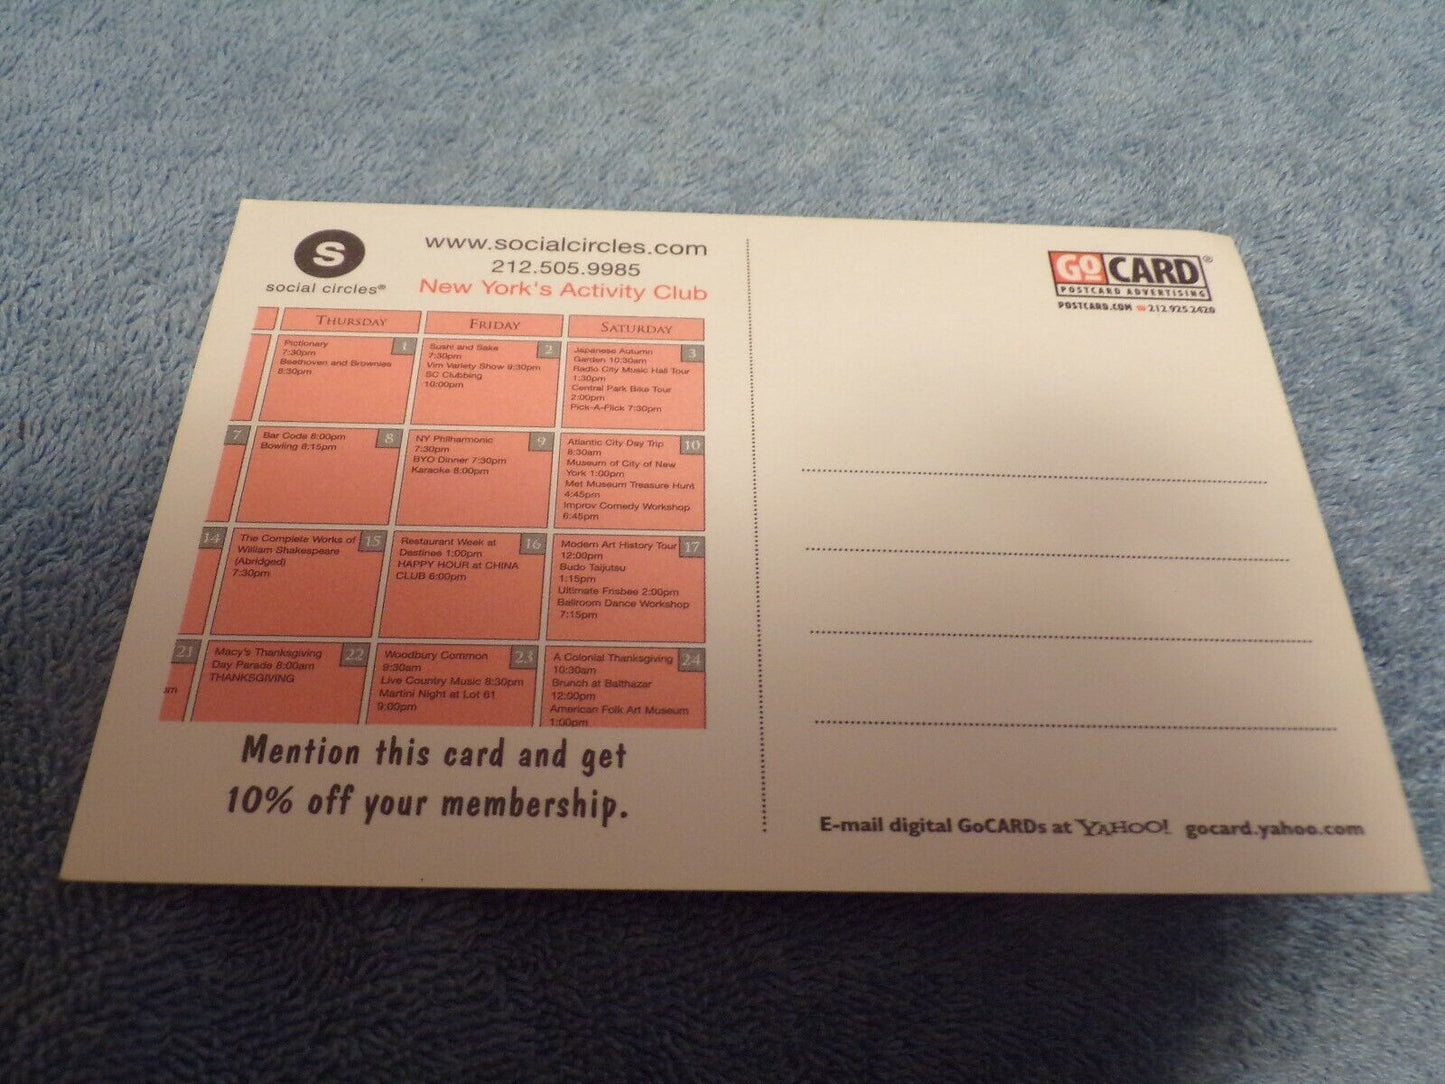 S
social circles®
www.socialcircles.com
212.505.9985
New York's Activity Club
THURSDAY
FRIDAY
SATURDAY
1
Pictionary
7:30pm
Beethoven and Brownies
8:30pm
2
Sushi and Sake
7:30pm
Vim Variety Show 9:30pm
SC Clubbing
10:00pm
3
Japanese Autumn
Garden 10:30am
Radio City Music Hall Tour
1:30pm
Central Park Bike Tour
2:00pm
Pick-A-Flick 7:30pm
7
8
Bar Code 8:00pm
Bowling 8:15pm
9
NY Philharmonic
7:30pm
BYO Dinner 7:30pm
Karaoke 8:00pm
10
Atlantic City Day Trip
8:30am
Museum of City of New
York 1:00pm
Met Museum Treasure Hunt
4:45pm
Improv Comedy Workshop
6:45pm
14
15
The Complete Works of
William Shakespeare
(Abridged)
7:30pm
16
Restaurant Week at
Destinee 1:00pm
HAPPY HOUR at CHINA
CLUB 6:00pm
17
Modern Art History Tour
12:00pm
Budo Taijutsu
1:15pm
Ultimate Frisbee 2:00pm
Ballroom Dance Workshop
7:15pm
21
22
Macy's Thanksgiving
Day Parade 8:00am
THANKSGIVING
23
Woodbury Common
9:30am
Live Country Music 8:30pm
Martini Night at Lot 61
9:00pm
24
A Colonial Thanksgiving
10:30am
Brunch at Balthazar
12:00pm
American Folk Art Museum
1:00pm
Mention this card and get
10% off your membership.
GO CARD®
POSTCARD ADVERTISING
POSTCARD.COM ☎212.925.2420
E-mail digital GoCARDs at YAHOO! gocard.yahoo.com